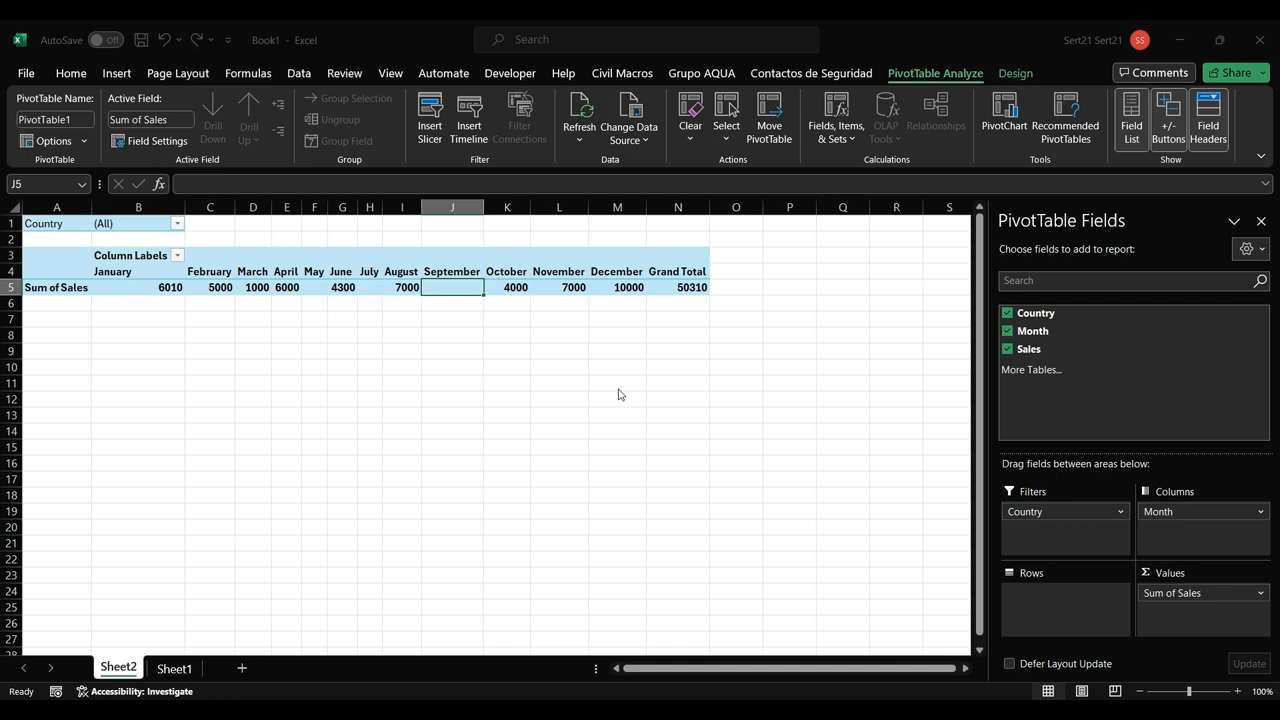 AutoSave Off Book1 - Excel Search Sert21 Sert21 SS
File Home Insert Page Layout Formulas Data Review View Automate Developer Help Civil Macros Grupo AQUA Contactos de Seguridad PivotTable Analyze Design Comments Share
PivotTable Name: Active Field: Group Selection
PivotTable1 Sum of Sales Ungroup
Options Field Settings Group Field
Drill Down Drill Up
Insert Slicer Insert Timeline Filter Connections
Refresh Change Data Source
Clear Select Move PivotTable
Fields, Items, & Sets OLAP Tools Relationships
PivotChart Recommended PivotTables
Field List +/- Buttons Field Headers
PivotTable Active Field Group Filter Data Actions Calculations Tools Show
J5 fx
A B C D E F G H I J K L M N O P Q R S
1 Country (All)
2
3 Column Labels
4 January February March April May June July August September October November December Grand Total
5 Sum of Sales 6010 5000 1000 6000 4300 7000 4000 7000 10000 50310
6
7
8
9
10
11
12
13
14
15
16
17
18
19
20
21
22
23
24
25
26
27
28
PivotTable Fields
Choose fields to add to report:
Search
Country
Month
Sales
More Tables...
Drag fields between areas below:
Filters Columns
Country Month
Rows Values
Sum of Sales
Defer Layout Update Update
Sheet2 Sheet1
Ready Accessibility: Investigate 100%